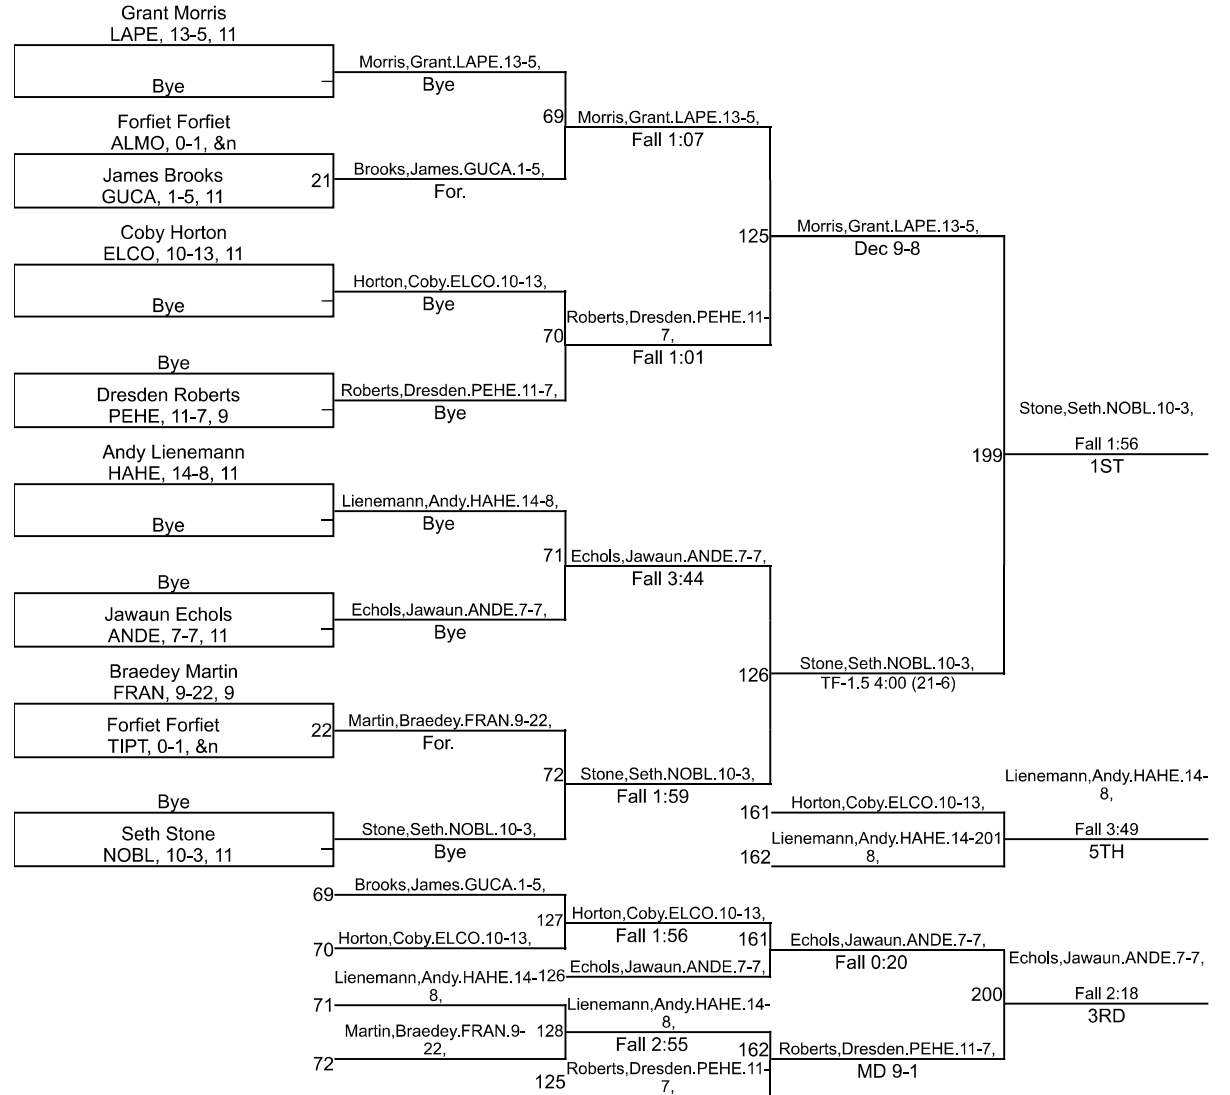 Grant Morris
LAPE, 13-5, 11
Bye
Morris,Grant.LAPE.13-5,
Bye
Forfiet Forfiet
ALMO, 0-1, &n
James Brooks
GUCA, 1-5, 11
21
Brooks,James.GUCA.1-5,
For.
69
Morris,Grant.LAPE.13-5,
Fall 1:07
Coby Horton
ELCO, 10-13, 11
Bye
Horton,Coby.ELCO.10-13,
Bye
Bye
Dresden Roberts
PEHE, 11-7, 9
Roberts,Dresden.PEHE.11-7,
Bye
70
Roberts,Dresden.PEHE.11-
7,
Fall 1:01
125
Morris,Grant.LAPE.13-5,
Dec 9-8
Andy Lienemann
HAHE, 14-8, 11
Bye
Lienemann,Andy.HAHE.14-8,
Bye
Bye
Jawaun Echols
ANDE, 7-7, 11
Echols,Jawaun.ANDE.7-7,
Bye
71
Echols,Jawaun.ANDE.7-7,
Fall 3:44
Braedey Martin
FRAN, 9-22, 9
Forfiet Forfiet
TIPT, 0-1, &n
22
Martin,Braedey.FRAN.9-22,
For.
Bye
Seth Stone
NOBL, 10-3, 11
Stone,Seth.NOBL.10-3,
Bye
72
Stone,Seth.NOBL.10-3,
Fall 1:59
126
Stone,Seth.NOBL.10-3,
TF-1.5 4:00 (21-6)
199
Stone,Seth.NOBL.10-3,
Fall 1:56
1ST
161
Horton,Coby.ELCO.10-13,
162
Lienemann,Andy.HAHE.14-
8,
201
Lienemann,Andy.HAHE.14-
8,
Fall 3:49
5TH
69
Brooks,James.GUCA.1-5,
70
Horton,Coby.ELCO.10-13,
127
Horton,Coby.ELCO.10-13,
Fall 1:56
126
Echols,Jawaun.ANDE.7-7,
161
Echols,Jawaun.ANDE.7-7,
Fall 0:20
71
Lienemann,Andy.HAHE.14-
8,
72
Martin,Braedey.FRAN.9-
22,
128
Lienemann,Andy.HAHE.14-
8,
Fall 2:55
125
Roberts,Dresden.PEHE.11-
7,
162
Roberts,Dresden.PEHE.11-7,
MD 9-1
200
Echols,Jawaun.ANDE.7-7,
Fall 2:18
3RD